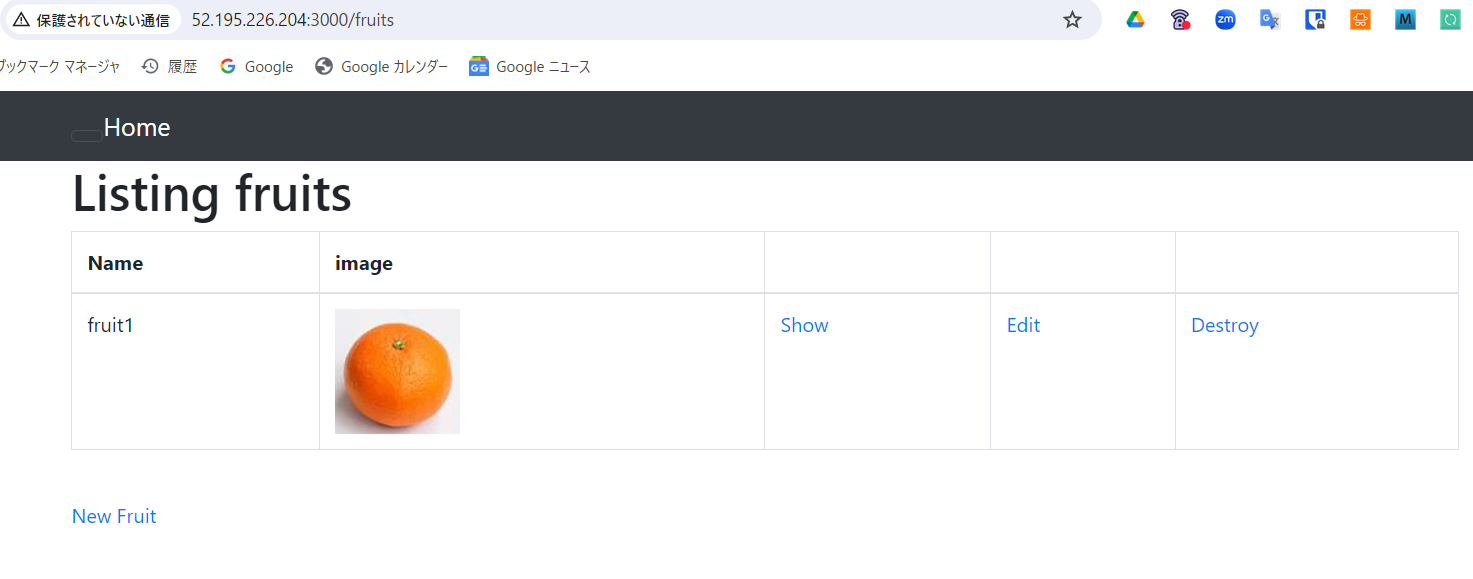 保護されていない通信 52.195.226.204:3000/fruits
ブックマーク マネージャ 履歴 Google Google カレンダー Google ニュース
Home
Listing fruits
Name image
fruit1 Show Edit Destroy
New Fruit